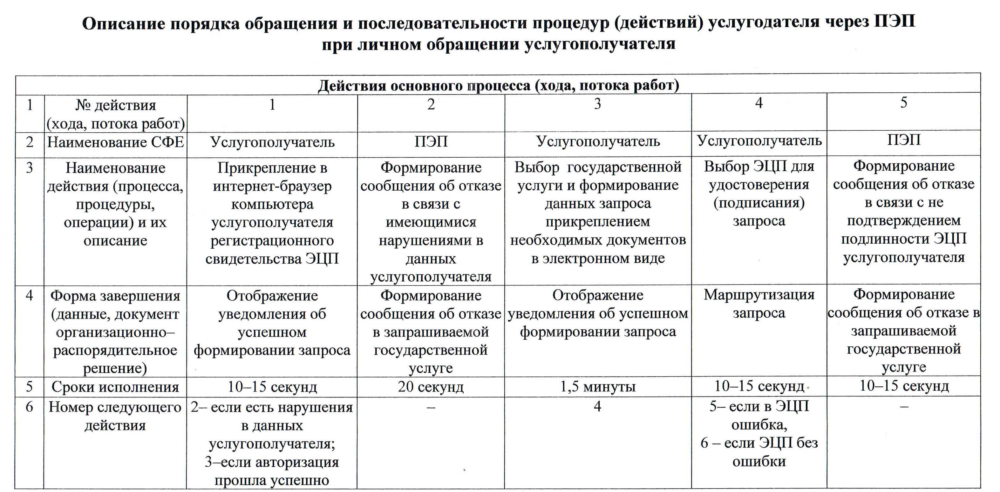 Описание порядка обращения и последовательности процедур (действий) услугодателя через ПЭП
при личном обращении услугополучателя
Действия основного процесса (хода, потока работ)
1
№ действия
(хода, потока работ)
1
2
3
4
5
2
Наименование СФЕ
Услугополучатель
ПЭП
Услугополучатель
Услугополучатель
ПЭП
3
Наименование
действия (процесса,
процедуры,
операции) и их
описание
Прикрепление в
интернет-браузер
компьютера
услугополучателя
регистрационного
свидетельства ЭЦП
Формирование
сообщения об отказе
в связи с
имеющимися
нарушениями в
данных
услугополучателя
Выбор государственной
услуги и формирование
данных запроса
прикреплением
необходимых документов
в электронном виде
Выбор ЭЦП для
удостоверения
(подписания)
запроса
Формирование
сообщения об отказе
в связи с не
подтверждением
подлинности ЭЦП
услугополучателя
4
Форма завершения
(данные, документ
организационно–
распорядительное
решение)
Отображение
уведомления об
успешном
формировании запроса
Формирование
сообщения об отказе
в запрашиваемой
государственной
услуге
Отображение
уведомления об успешном
формировании запроса
Маршрутизация
запроса
Формирование
сообщения об отказе в
запрашиваемой
государственной
услуге
5
Сроки исполнения
10–15 секунд
20 секунд
1,5 минуты
10–15 секунд
10–15 секунд
6
Номер следующего
действия
2– если есть нарушения
в данных
услугополучателя;
3–если авторизация
прошла успешно
–
4
5– если в ЭЦП
ошибка,
6 – если ЭЦП без
ошибки
–